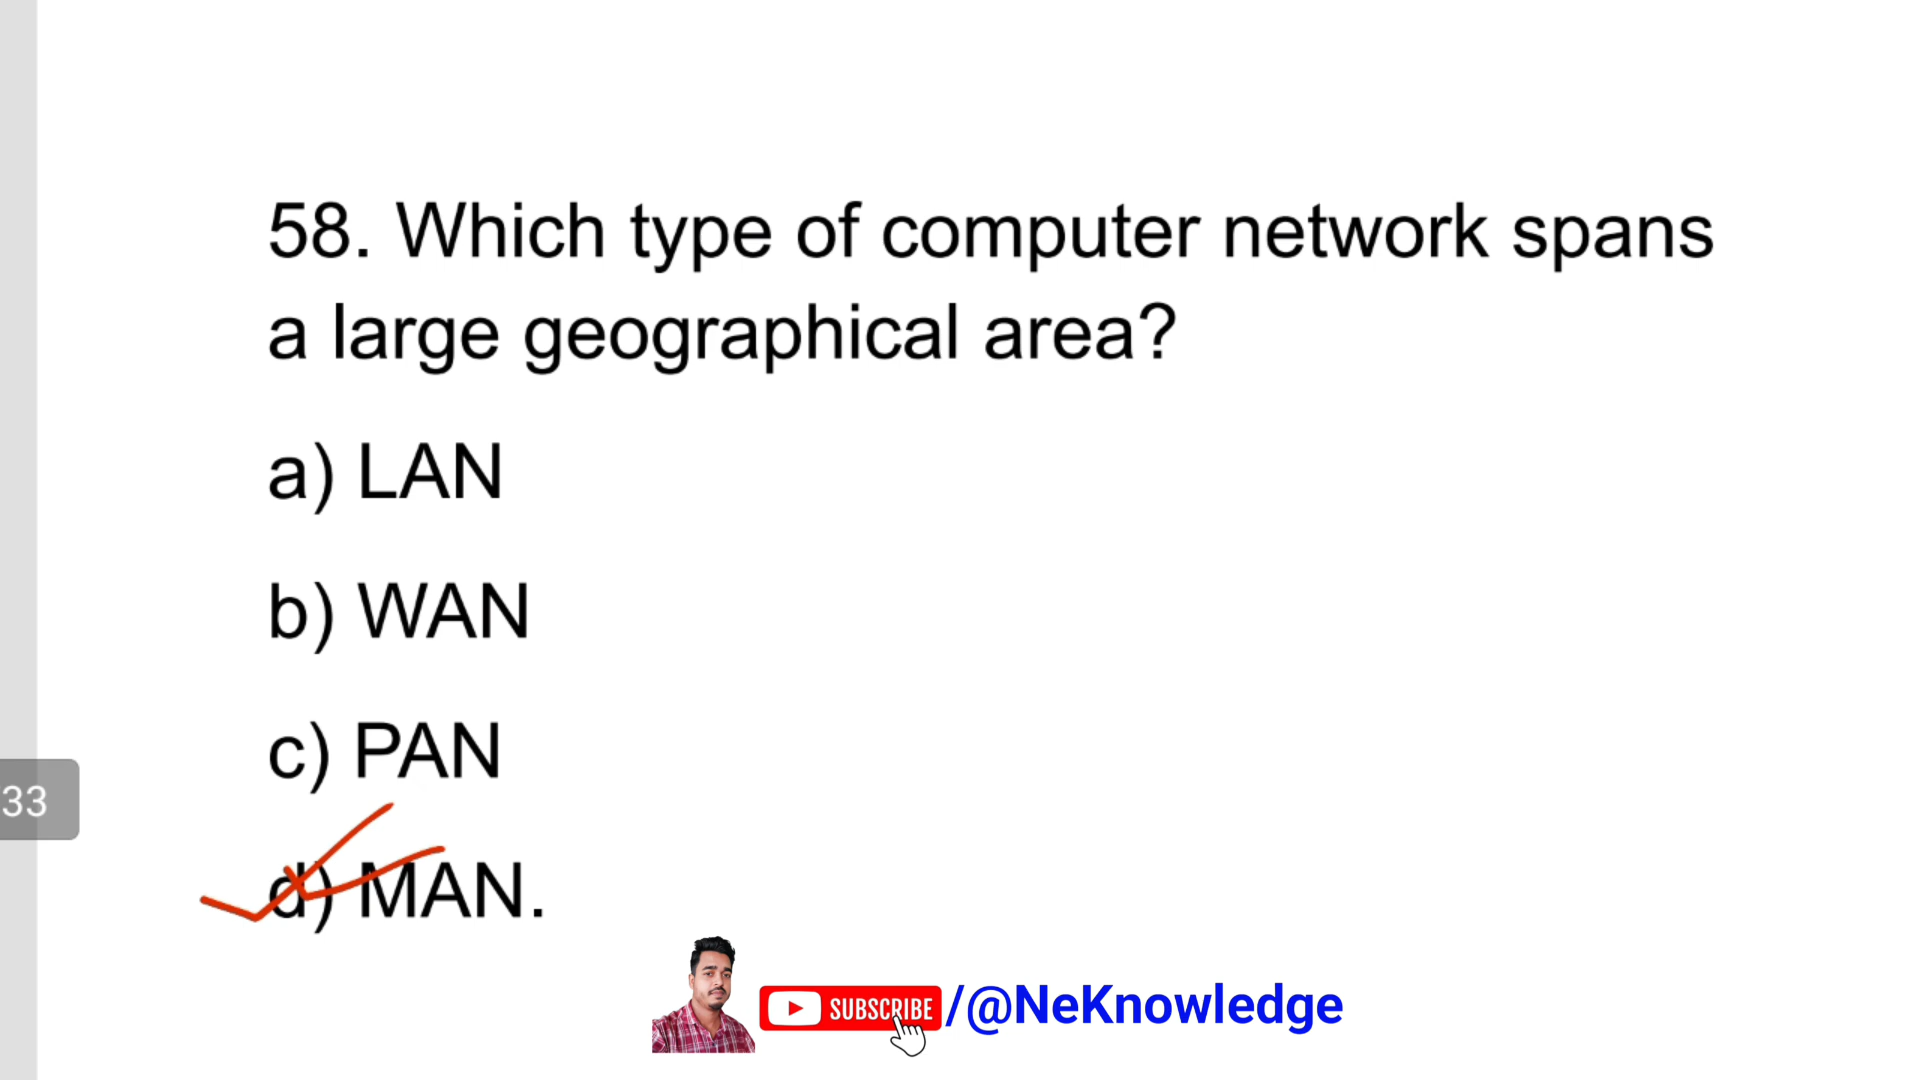 58. Which type of computer network spans
a large geographical area?
a) LAN
b) WAN
c) PAN
33
d) MAN.
SUBSCRIBE /@NeKnowledge